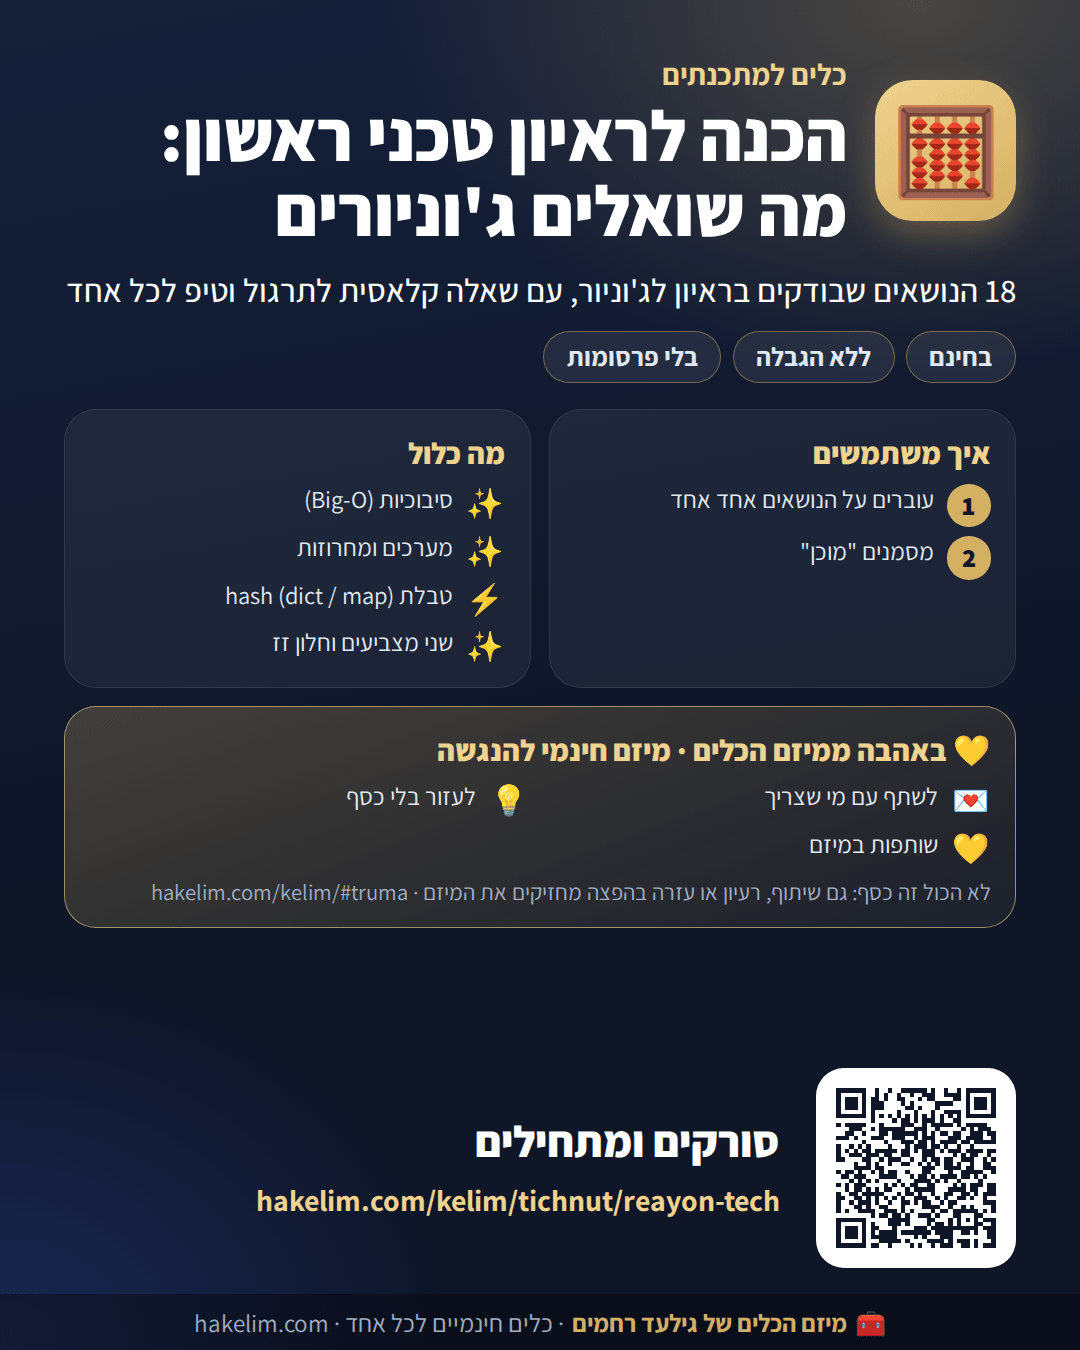 כלים למתכנתים
הכנה לראיון טכני ראשון:
מה שואלים ג'וניורים
18 הנושאים שבודקים בראיון לג'וניור, עם שאלה קלאסית לתרגול וטיפ לכל אחד
בחינם
ללא הגבלה
בלי פרסומות
איך משתמשים
1 עוברים על הנושאים אחד אחד
2 מסמנים "מוכן"
מה כלול
סיבוכיות (Big-O)
מערכים ומחרוזות
טבלת hash (dict / map)
שני מצביעים וחלון זז
באהבה ממיזם הכלים · מיזם חינמי להנגשה
לשתף עם מי שצריך
לעזור בלי כסף
שותפות במיזם
לא הכול זה כסף: גם שיתוף, רעיון או עזרה בהפצה מחזיקים את המיזם · hakelim.com/kelim/#truma
סורקים ומתחילים
hakelim.com/kelim/tichnut/reayon-tech
מיזם הכלים של גילעד רחמים · כלים חינמיים לכל אחד · hakelim.com